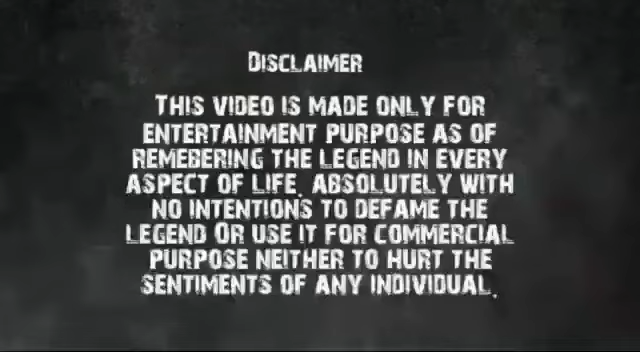 Disclaimer
This video is made only for
entertainment purpose as of
remebering the legend in every
aspect of life. absolutely with
no intentions to defame the
legend Or use it for commercial
purpose neither to hurt the
sentiments of any individual.